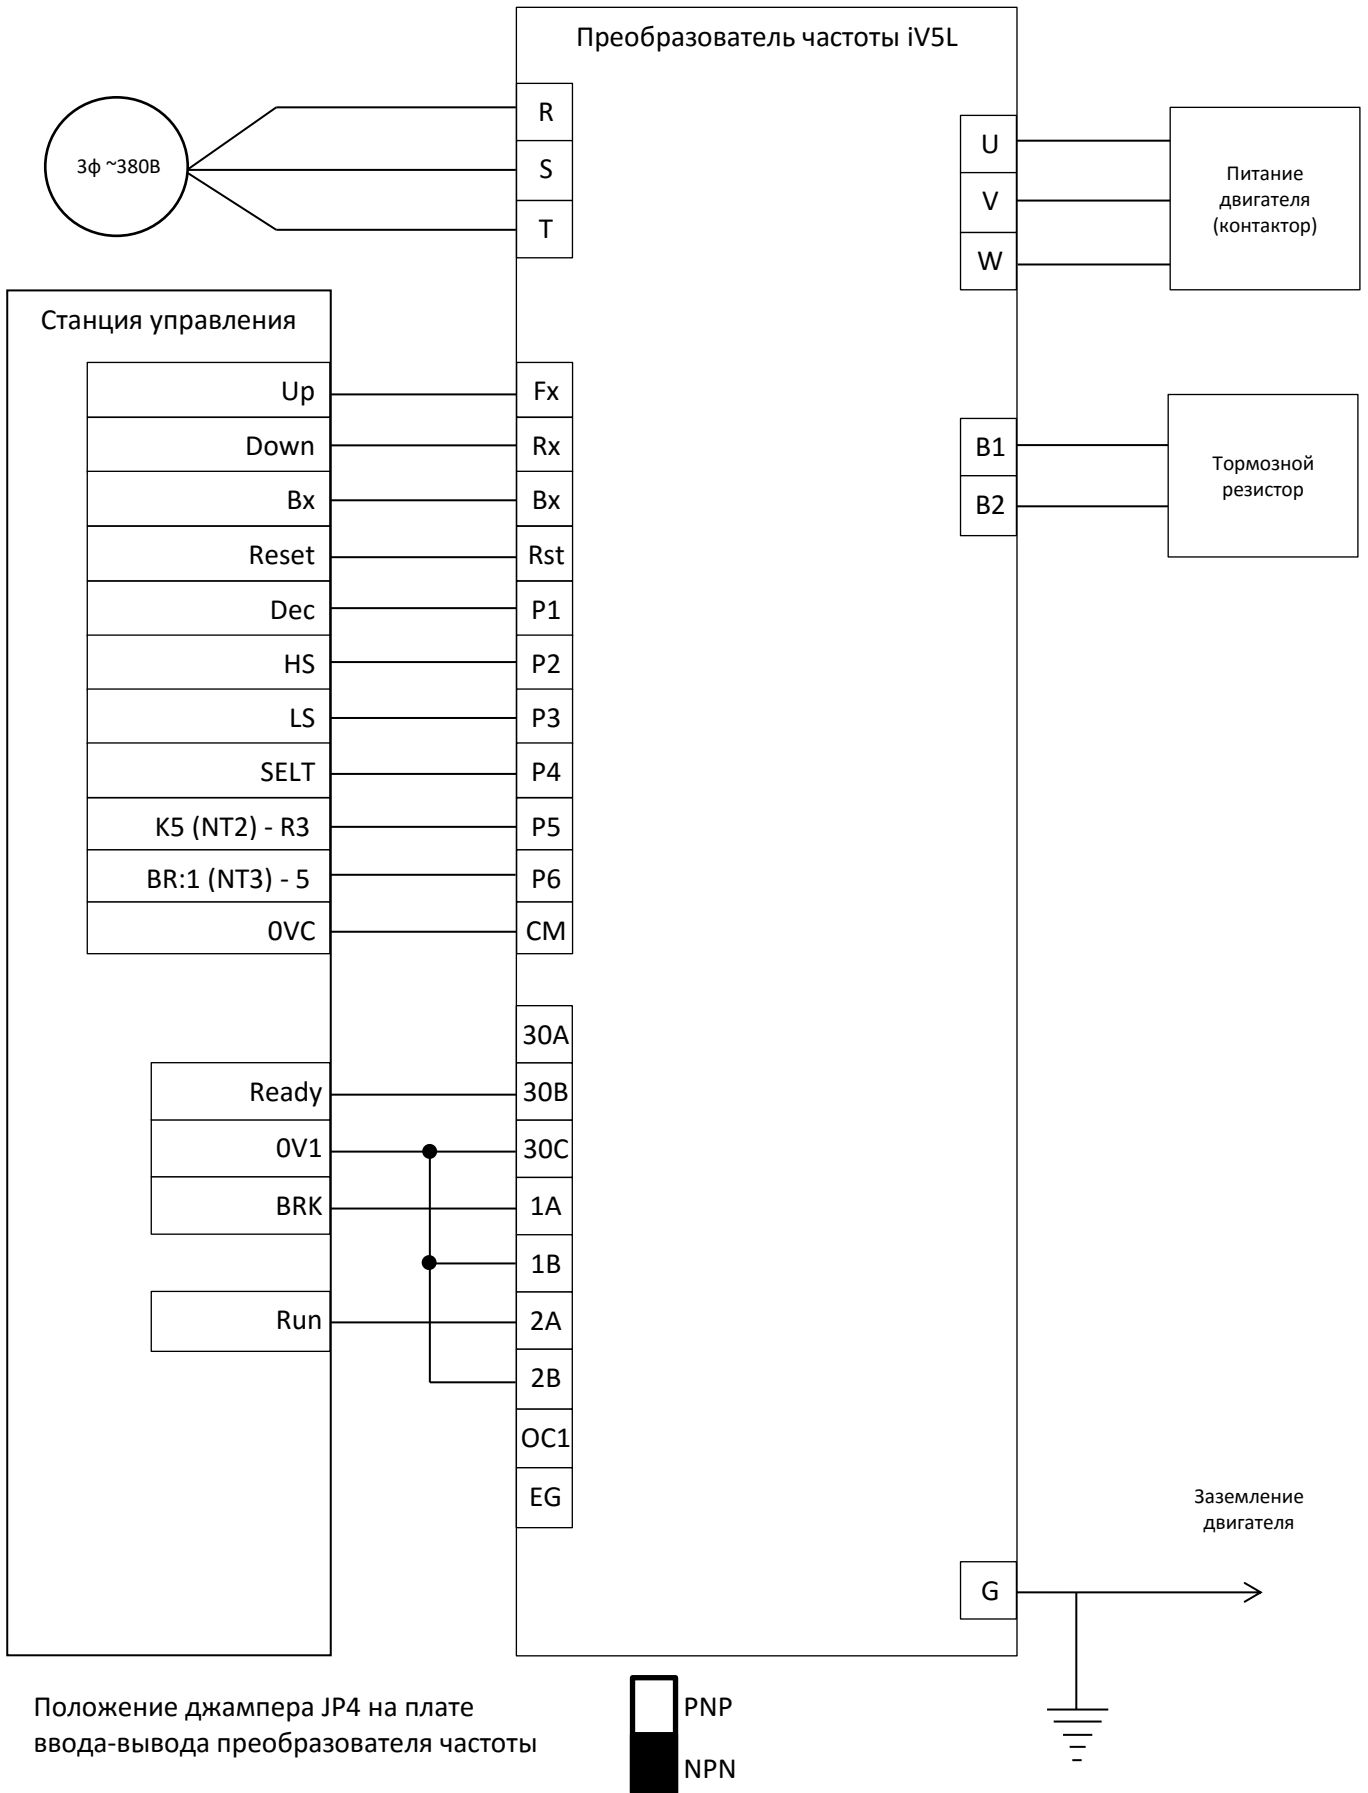 Преобразователь частоты iV5L
3ф ~380В
R
S
T
U
V
W
Питание
двигателя
(контактор)
Станция управления
Up
Fx
Down
Rx
Bx
Bx
Reset
Rst
Dec
P1
HS
P2
LS
P3
SELT
P4
K5 (NT2) - R3
P5
BR:1 (NT3) - 5
P6
0VC
CM
B1
B2
Тормозной
резистор
30A
Ready
30B
0V1
30C
BRK
1A
1B
Run
2A
2B
OC1
EG
Заземление
двигателя
G
Положение джампера JP4 на плате
ввода-вывода преобразователя частоты
PNP
NPN